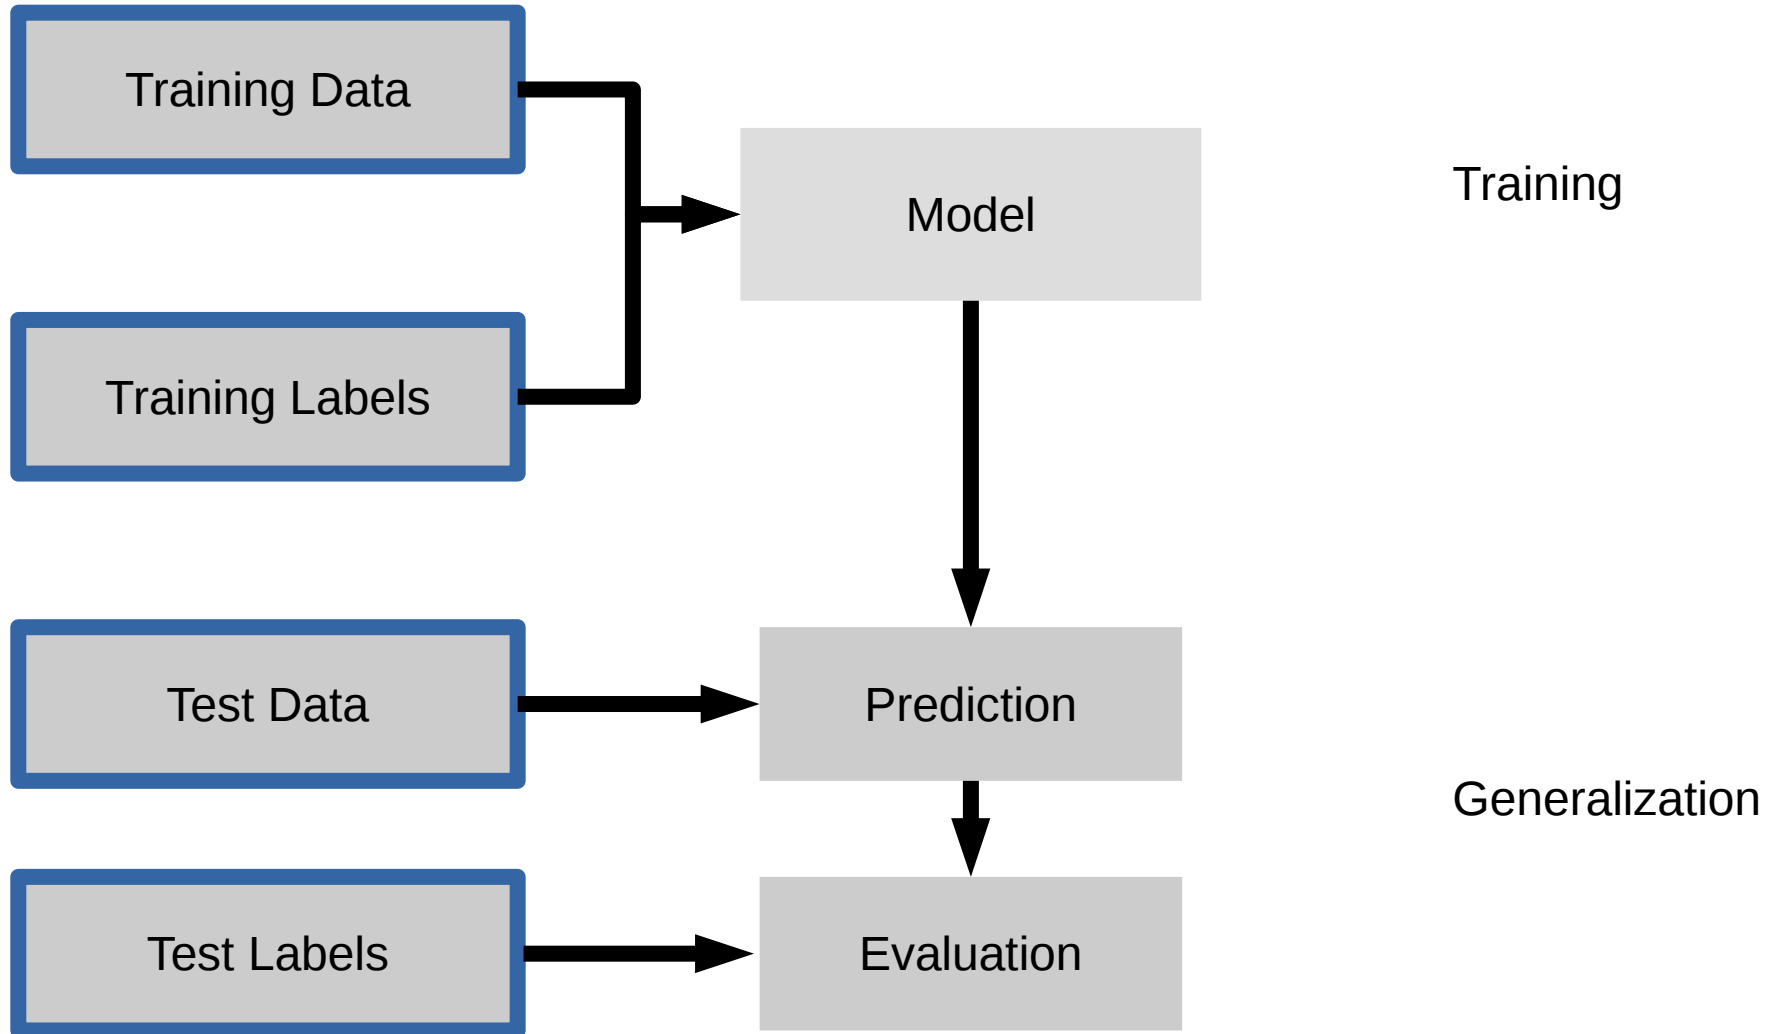 Training Data
Model
Training
Training Labels
Test Data
Prediction
Generalization
Test Labels
Evaluation